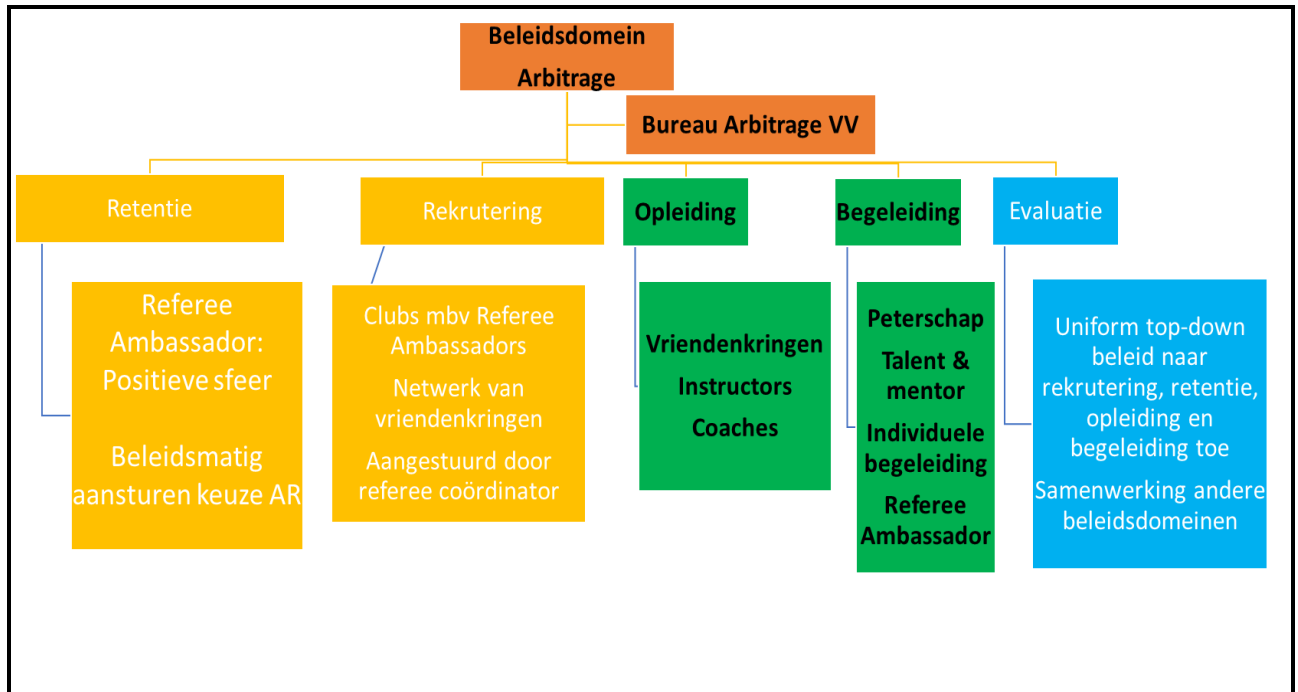 Beleidsdomein
Arbitrage
Bureau Arbitrage VV
Retentie
Rekrutering
Opleiding
Begeleiding
Evaluatie
Referee
Ambassador:
Positieve sfeer
Beleidsmatig
aansturen keuze AR
Clubs mbv Referee
Ambassadors
Netwerk van
vriendenkringen
Aangestuurd door
referee coördinator
Vriendenkringen
Instructors
Coaches
Peterschap
Talent &
mentor
Individuele
begeleiding
Referee
Ambassador
Uniform top-down
beleid naar
rekrutering, retentie,
opleiding en
begeleiding toe
Samenwerking andere
beleidsdomeinen